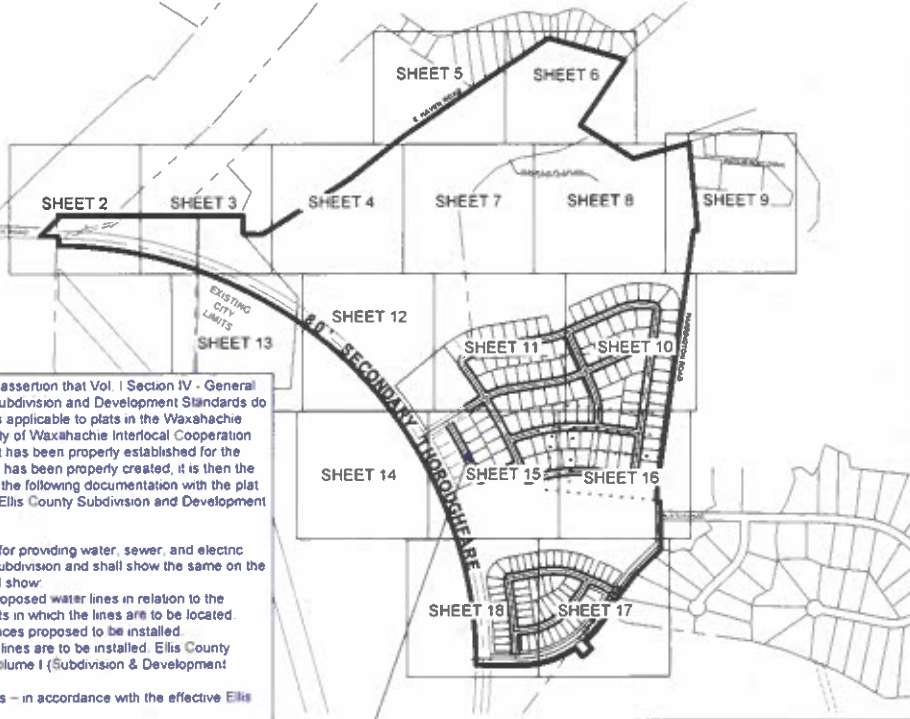 SHEET 5
SHEET 6
E HAVEN ROAD
SHEET 2
SHEET 3
SHEET 4
SHEET 7
SHEET 8
SHEET 9
EXISTING
CITY
LIMITS
SHEET 13
SHEET 12
80' SECONDARY THOROUGHFARE
SHEET 11
SHEET 10
SHEET 14
SHEET 15
SHEET 16
SHEET 18
SHEET 17
assertion that Vol. I Section IV - General
ubdivision and Development Standards do
s applicable to plats in the Waxahachie
ty of Waxahachie Interlocal Cooperation
t has been properly established for the
has been properly created, it is then the
the following documentation with the plat
Ellis County Subdivision and Development
for providing water, sewer, and electric
ubdivision and shall show the same on the
l show:
oposed water lines in relation to the
ts in which the lines are to be located.
nces proposed to be installed.
lines are to be installed. Ellis County
lume I (Subdivision & Development
s – in accordance with the effective Ellis